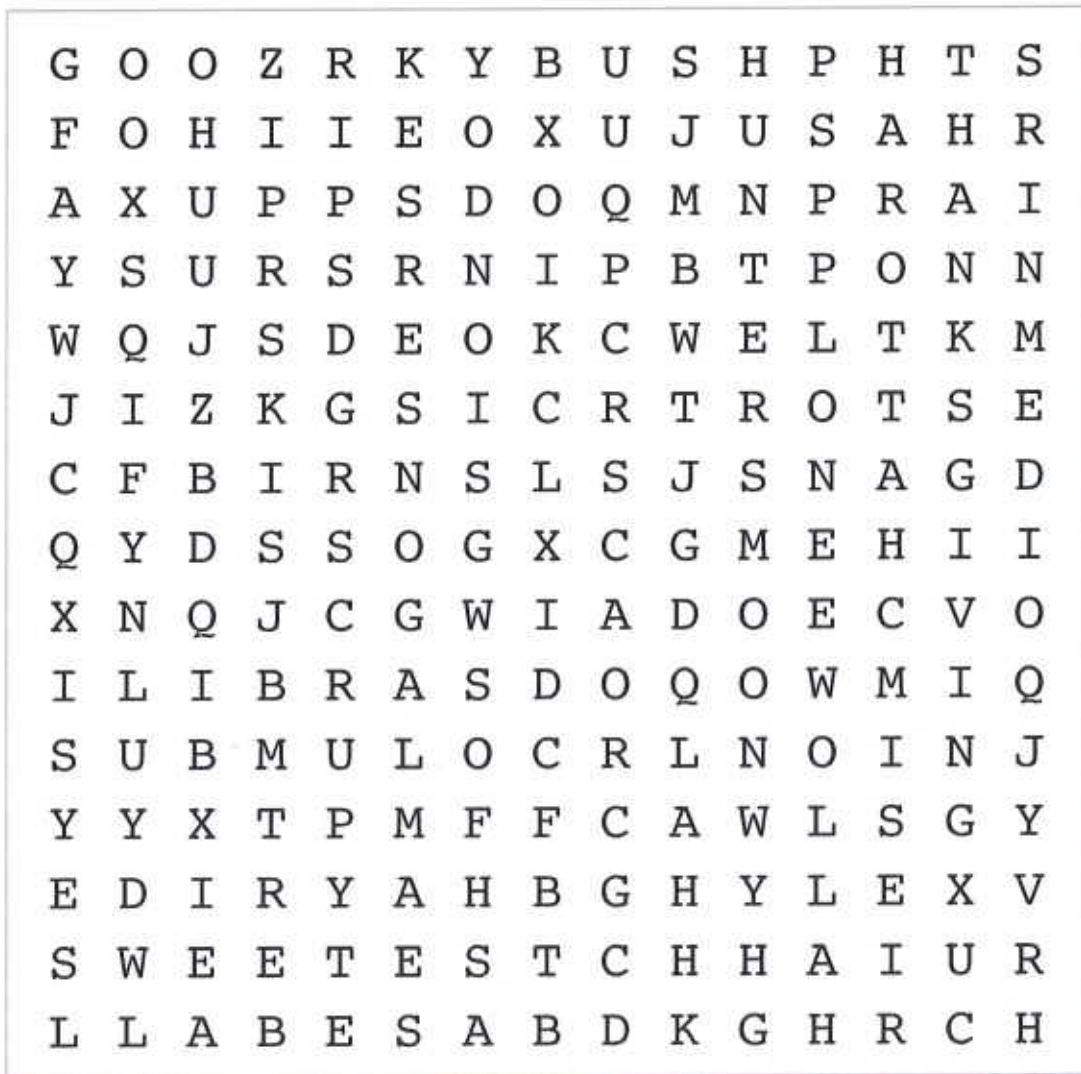 G O O Z R K Y B U S H P H T S
F O H I I E O X U J U S A H R
A X U P P S D O Q M N P R A I
Y S U R S R N I P B T P O N N
W Q J S D E O K C W E L T K M
J I Z K G S I C R T R O T S E
C F B I R N S L S J S N A G D
Q Y D S S O G X C G M E H I I
X N Q J C G W I A D O E C V O
I L I B R A S D O Q O W M I Q
S U B M U L O C R L N O I N J
Y Y X T P M F F C A W L S G Y
E D I R Y A H B G H Y L E X V
S W E E T E S T C H H A I U R
L L A B E S A B D K G H R C H